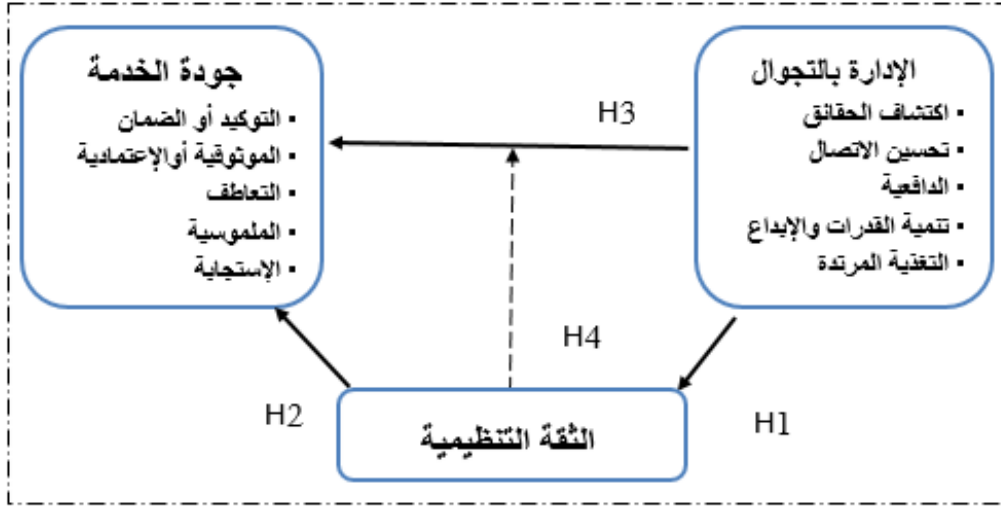 الإدارة بالتجوال
▪ اكتشاف الحقائق
▪ تحسين الاتصال
▪ الدافعية
▪ تنمية القدرات والإبداع
▪ التغذية المرتدة
H3
جودة الخدمة
▪ التوكيد أو الضمان
▪ الموثوقية أوالإعتمادية
▪ التعاطف
▪ الملموسية
▪ الإستجابة
H4
H1
الثقة التنظيمية
H2